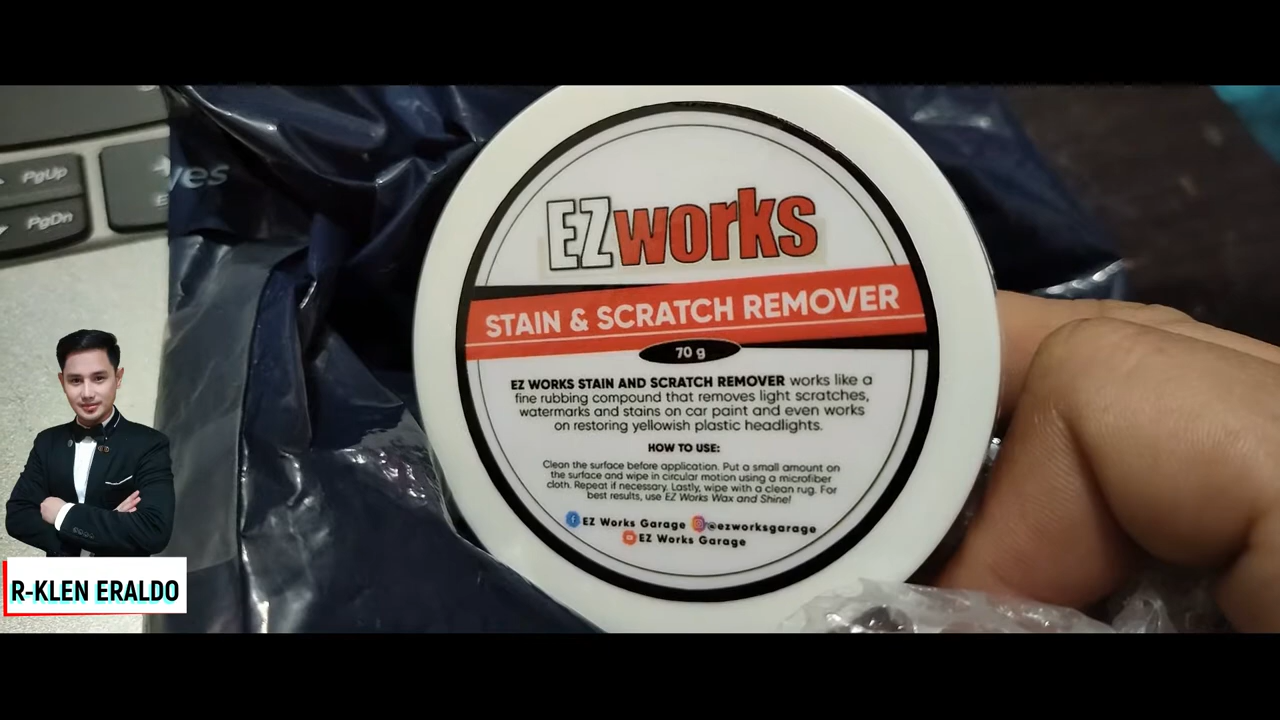 PgUp
PgDn
yes
EZworks
STAIN & SCRATCH REMOVER
70 g
EZ WORKS STAIN AND SCRATCH REMOVER works like a
fine rubbing compound that removes light scratches,
watermarks and stains on car paint and even works
on restoring yellowish plastic headlights.
HOW TO USE:
Clean the surface before application. Put a small amount on
the surface and wipe in circular motion using a microfiber
cloth. Repeat if necessary. Lastly, wipe with a clean rug. For
best results, use EZ Works Wax and Shine!
EZ Works Garage @ezworksgarage
EZ Works Garage
R-KLEN ERALDO